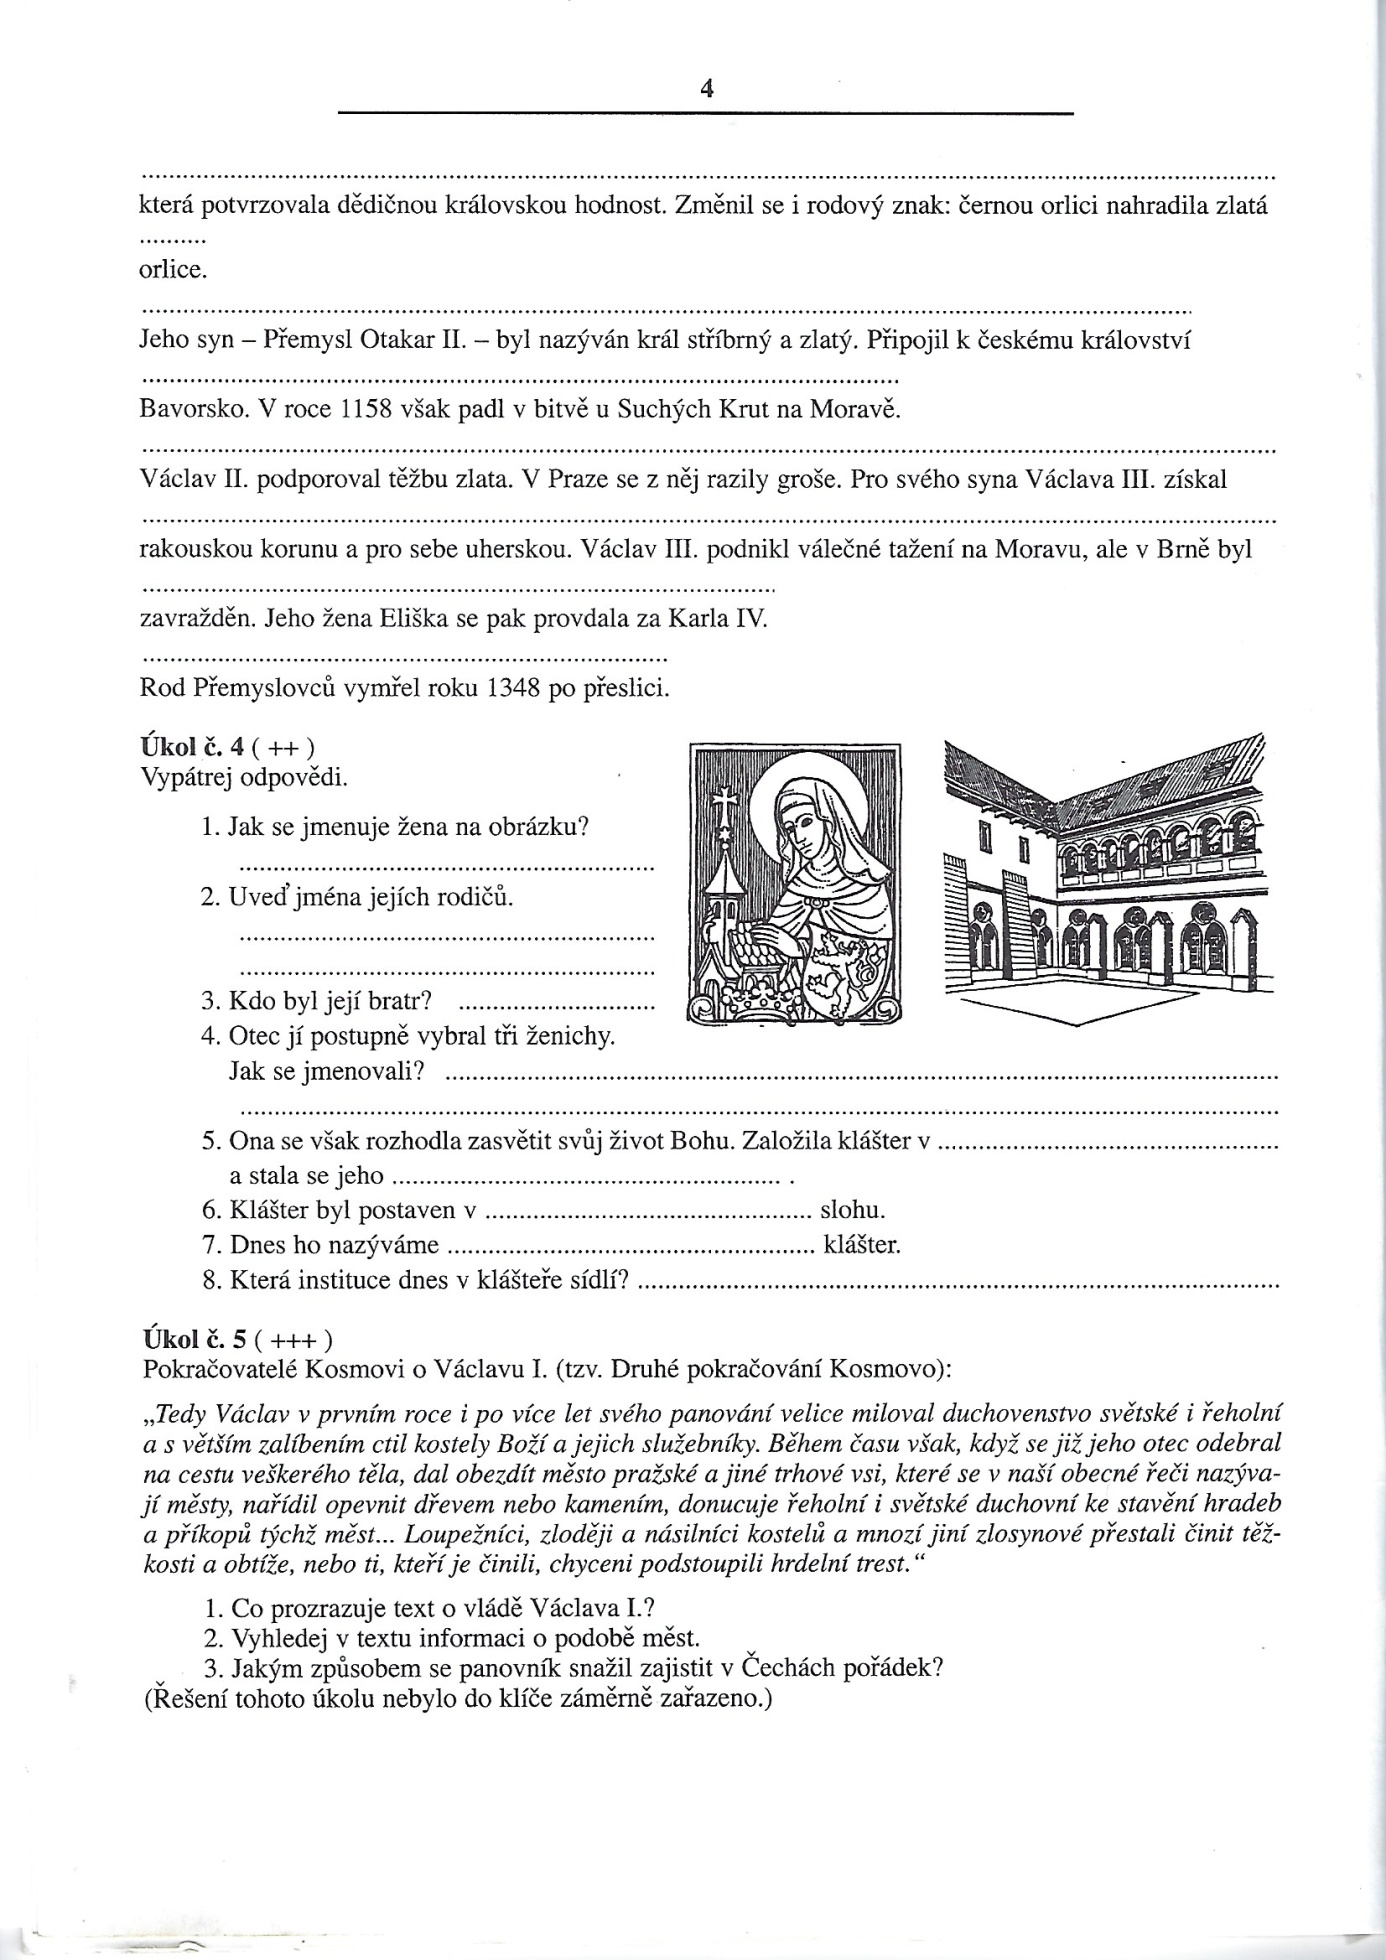 4
................................................................................
která potvrzovala dědičnou královskou hodnost. Změnil se i rodový znak: černou orlici nahradila zlatá
..........
orlice.
................................................................................
Jeho syn – Přemysl Otakar II. – byl nazýván král stříbrný a zlatý. Připojil k českému království
................................................................................
Bavorsko. V roce 1158 však padl v bitvě u Suchých Krut na Moravě.
................................................................................
Václav II. podporoval těžbu zlata. V Praze se z něj razily groše. Pro svého syna Václava III. získal
................................................................................
rakouskou korunu a pro sebe uherskou. Václav III. podnikl válečné tažení na Moravu, ale v Brně byl
................................................................................
zavražděn. Jeho žena Eliška se pak provdala za Karla IV.
................................................................................
Rod Přemyslovců vymřel roku 1348 po přeslici.
Úkol č. 4 ( ++ )
Vypátrej odpovědi.
1. Jak se jmenuje žena na obrázku?
............................................................
2. Uveď jména jejích rodičů.
............................................................
............................................................
3. Kdo byl její bratr? .............................
4. Otec jí postupně vybral tři ženichy.
Jak se jmenovali? ............................................................
................................................................................
5. Ona se však rozhodla zasvětit svůj život Bohu. Založila klášter v ..................................................
a stala se jeho .......................................................... .
6. Klášter byl postaven v ................................................ slohu.
7. Dnes ho nazýváme ...................................................... klášter.
8. Která instituce dnes v klášteře sídlí? ............................................................
Úkol č. 5 ( +++ )
Pokračovatelé Kosmovi o Václavu I. (tzv. Druhé pokračování Kosmovo):
„Tedy Václav v prvním roce i po více let svého panování velice miloval duchovenstvo světské i řeholní
a s větším zalíbením ctil kostely Boží a jejich služebníky. Během času však, když se již jeho otec odebral
na cestu veškerého těla, dal obezdít město pražské a jiné trhové vsi, které se v naší obecné řeči nazýva-
jí městy, nařídil opevnit dřevem nebo kamením, donucuje řeholní i světské duchovní ke stavění hradeb
a příkopů týchž měst... Loupežníci, zloději a násilníci kostelů a mnozí jiní zlosynové přestali činit těž-
kosti a obtíže, nebo ti, kteří je činili, chyceni podstoupili hrdelní trest.“
1. Co prozrazuje text o vládě Václava I.?
2. Vyhledej v textu informaci o podobě měst.
3. Jakým způsobem se panovník snažil zajistit v Čechách pořádek?
(Řešení tohoto úkolu nebylo do klíče záměrně zařazeno.)